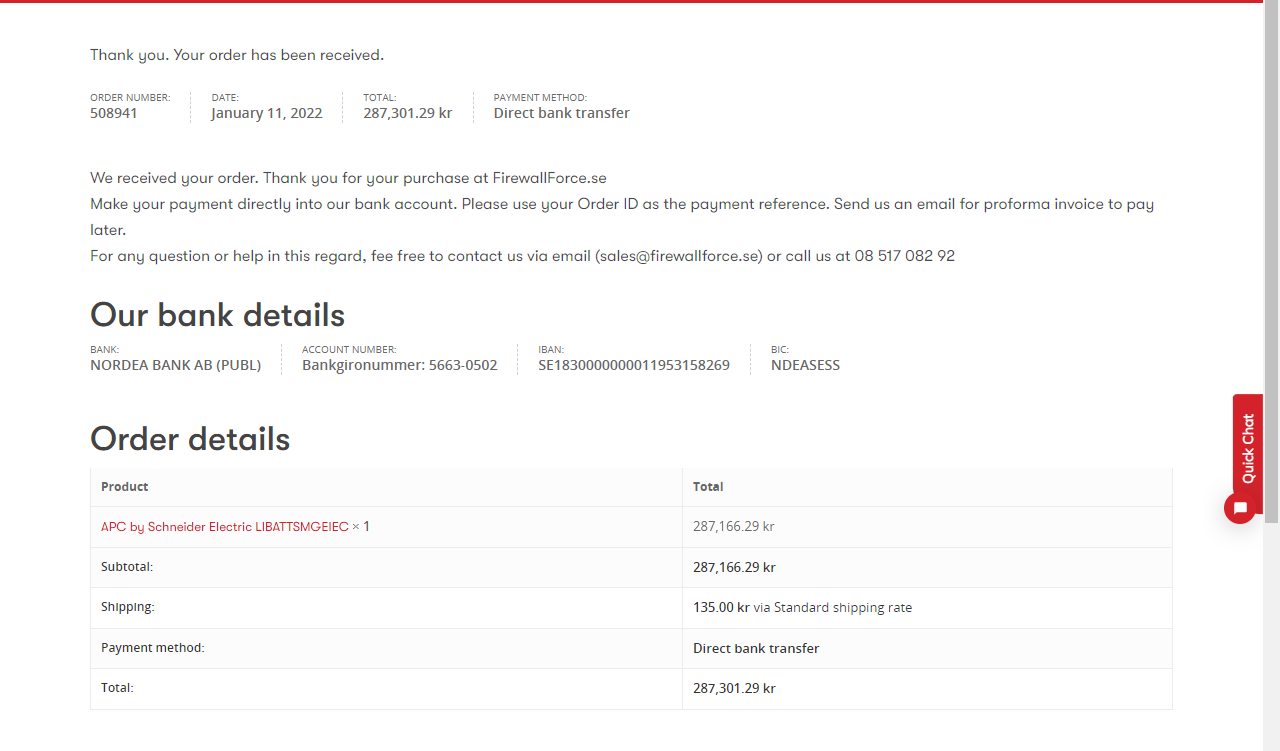 Thank you. Your order has been received.
ORDER NUMBER: DATE: TOTAL: PAYMENT METHOD:
508941 January 11, 2022 287,301.29 kr Direct bank transfer
We received your order. Thank you for your purchase at FirewallForce.se
Make your payment directly into our bank account. Please use your Order ID as the payment reference. Send us an email for proforma invoice to pay
later.
For any question or help in this regard, fee free to contact us via email (sales@firewallforce.se) or call us at 08 517 082 92
Our bank details
BANK: ACCOUNT NUMBER: IBAN: BIC:
NORDEA BANK AB (PUBL) Bankgironummer: 5663-0502 SE1830000000011953158269 NDEASESS
Order details
Product Total
APC by Schneider Electric LIBATTSMGEIEC × 1 287,166.29 kr
Subtotal: 287,166.29 kr
Shipping: 135.00 kr via Standard shipping rate
Payment method: Direct bank transfer
Total: 287,301.29 kr
Quick Chat